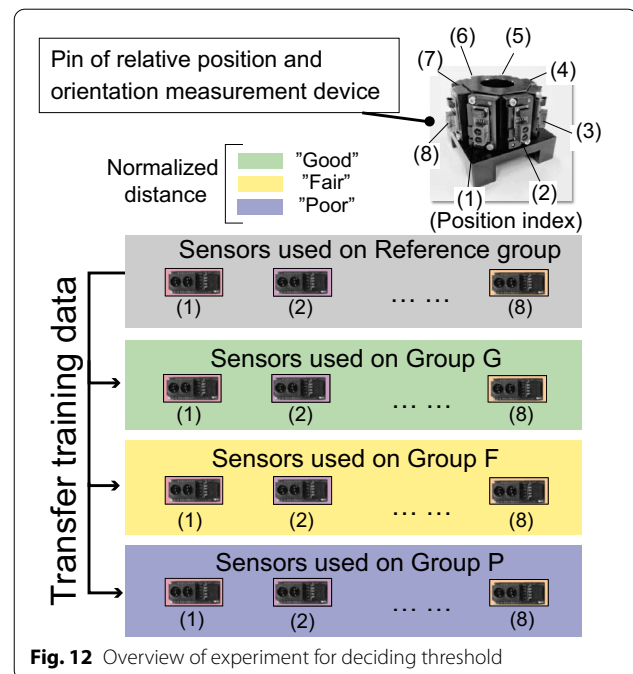 Pin of relative position and
orientation measurement device
(6)
(5)
(7)
(4)
(3)
(8)
(1)
(2)
(Position index)
Normalized
distance
"Good"
"Fair"
"Poor"
Transfer training data
Sensors used on Reference group
(1) (2) ... ... (8)
Sensors used on Group G
(1) (2) ... ... (8)
Sensors used on Group F
(1) (2) ... ... (8)
Sensors used on Group P
(1) (2) ... ... (8)
Fig. 12 Overview of experiment for deciding threshold